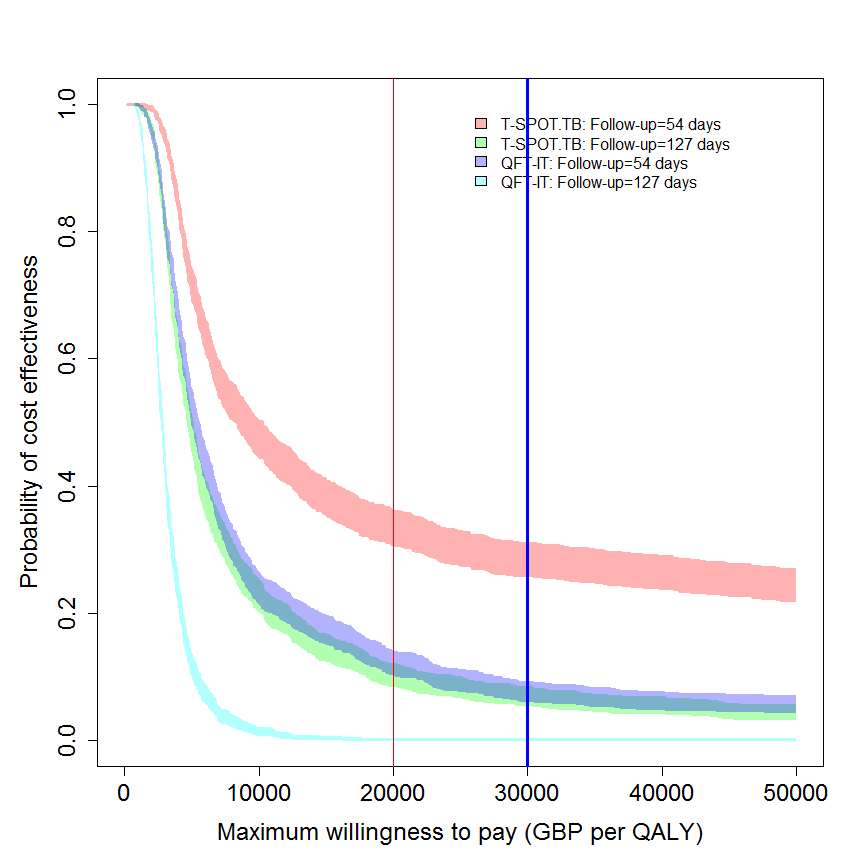 T-SPOT.TB: Follow-up=54 days
T-SPOT.TB: Follow-up=127 days
QFT-IT: Follow-up=54 days
QFT-IT: Follow-up=127 days
Probability of cost effectiveness
1.0
0.8
0.6
0.4
0.2
0.0
0 10000 20000 30000 40000 50000
Maximum willingness to pay (GBP per QALY)